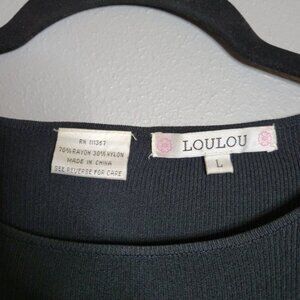 RN 111367
70% RAYON 30% NYLON
MADE IN CHINA
SEE REVERSE FOR CARE
LOULOU
L